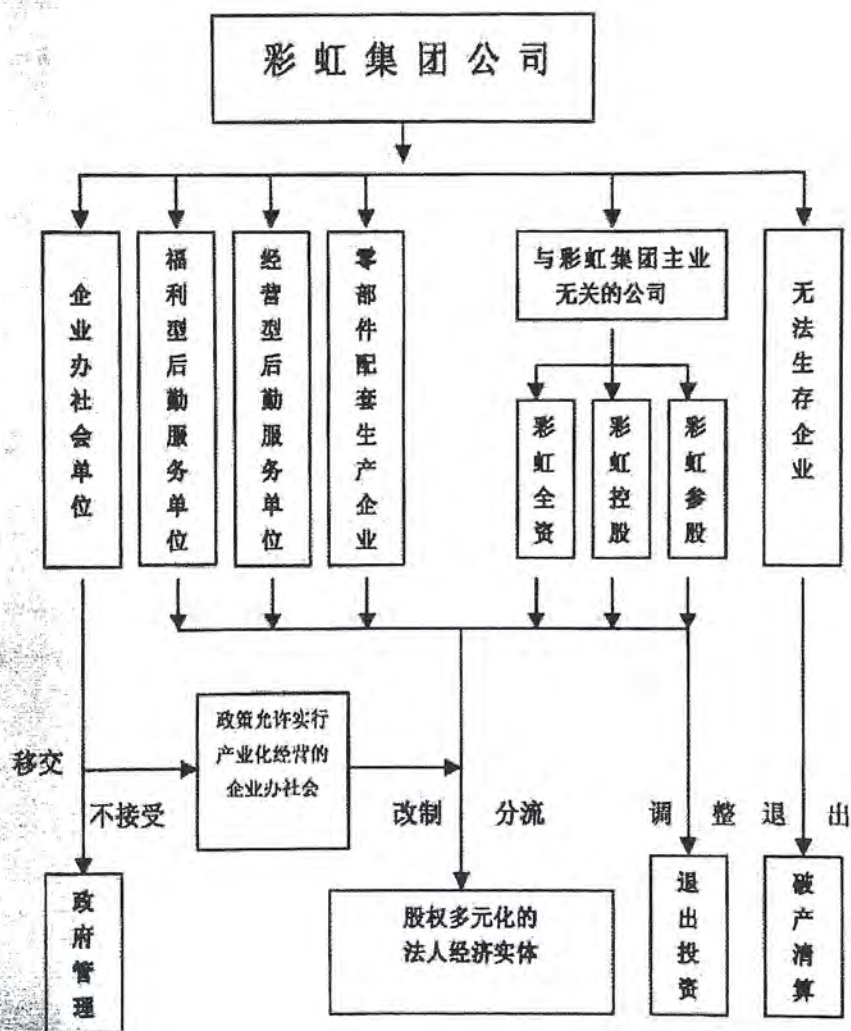 彩虹集团公司
企业办社会单位
福利型后勤服务单位
经营型后勤服务单位
零部件配套生产企业
与彩虹集团主业
无关的公司
彩虹全资
彩虹控股
彩虹参股
无法生存企业
政策允许实行
产业化经营的
企业办社会
移交
不接受
改制 分流
调整退出
政府管理
股权多元化的
法人经济实体
退出投资
破产清算